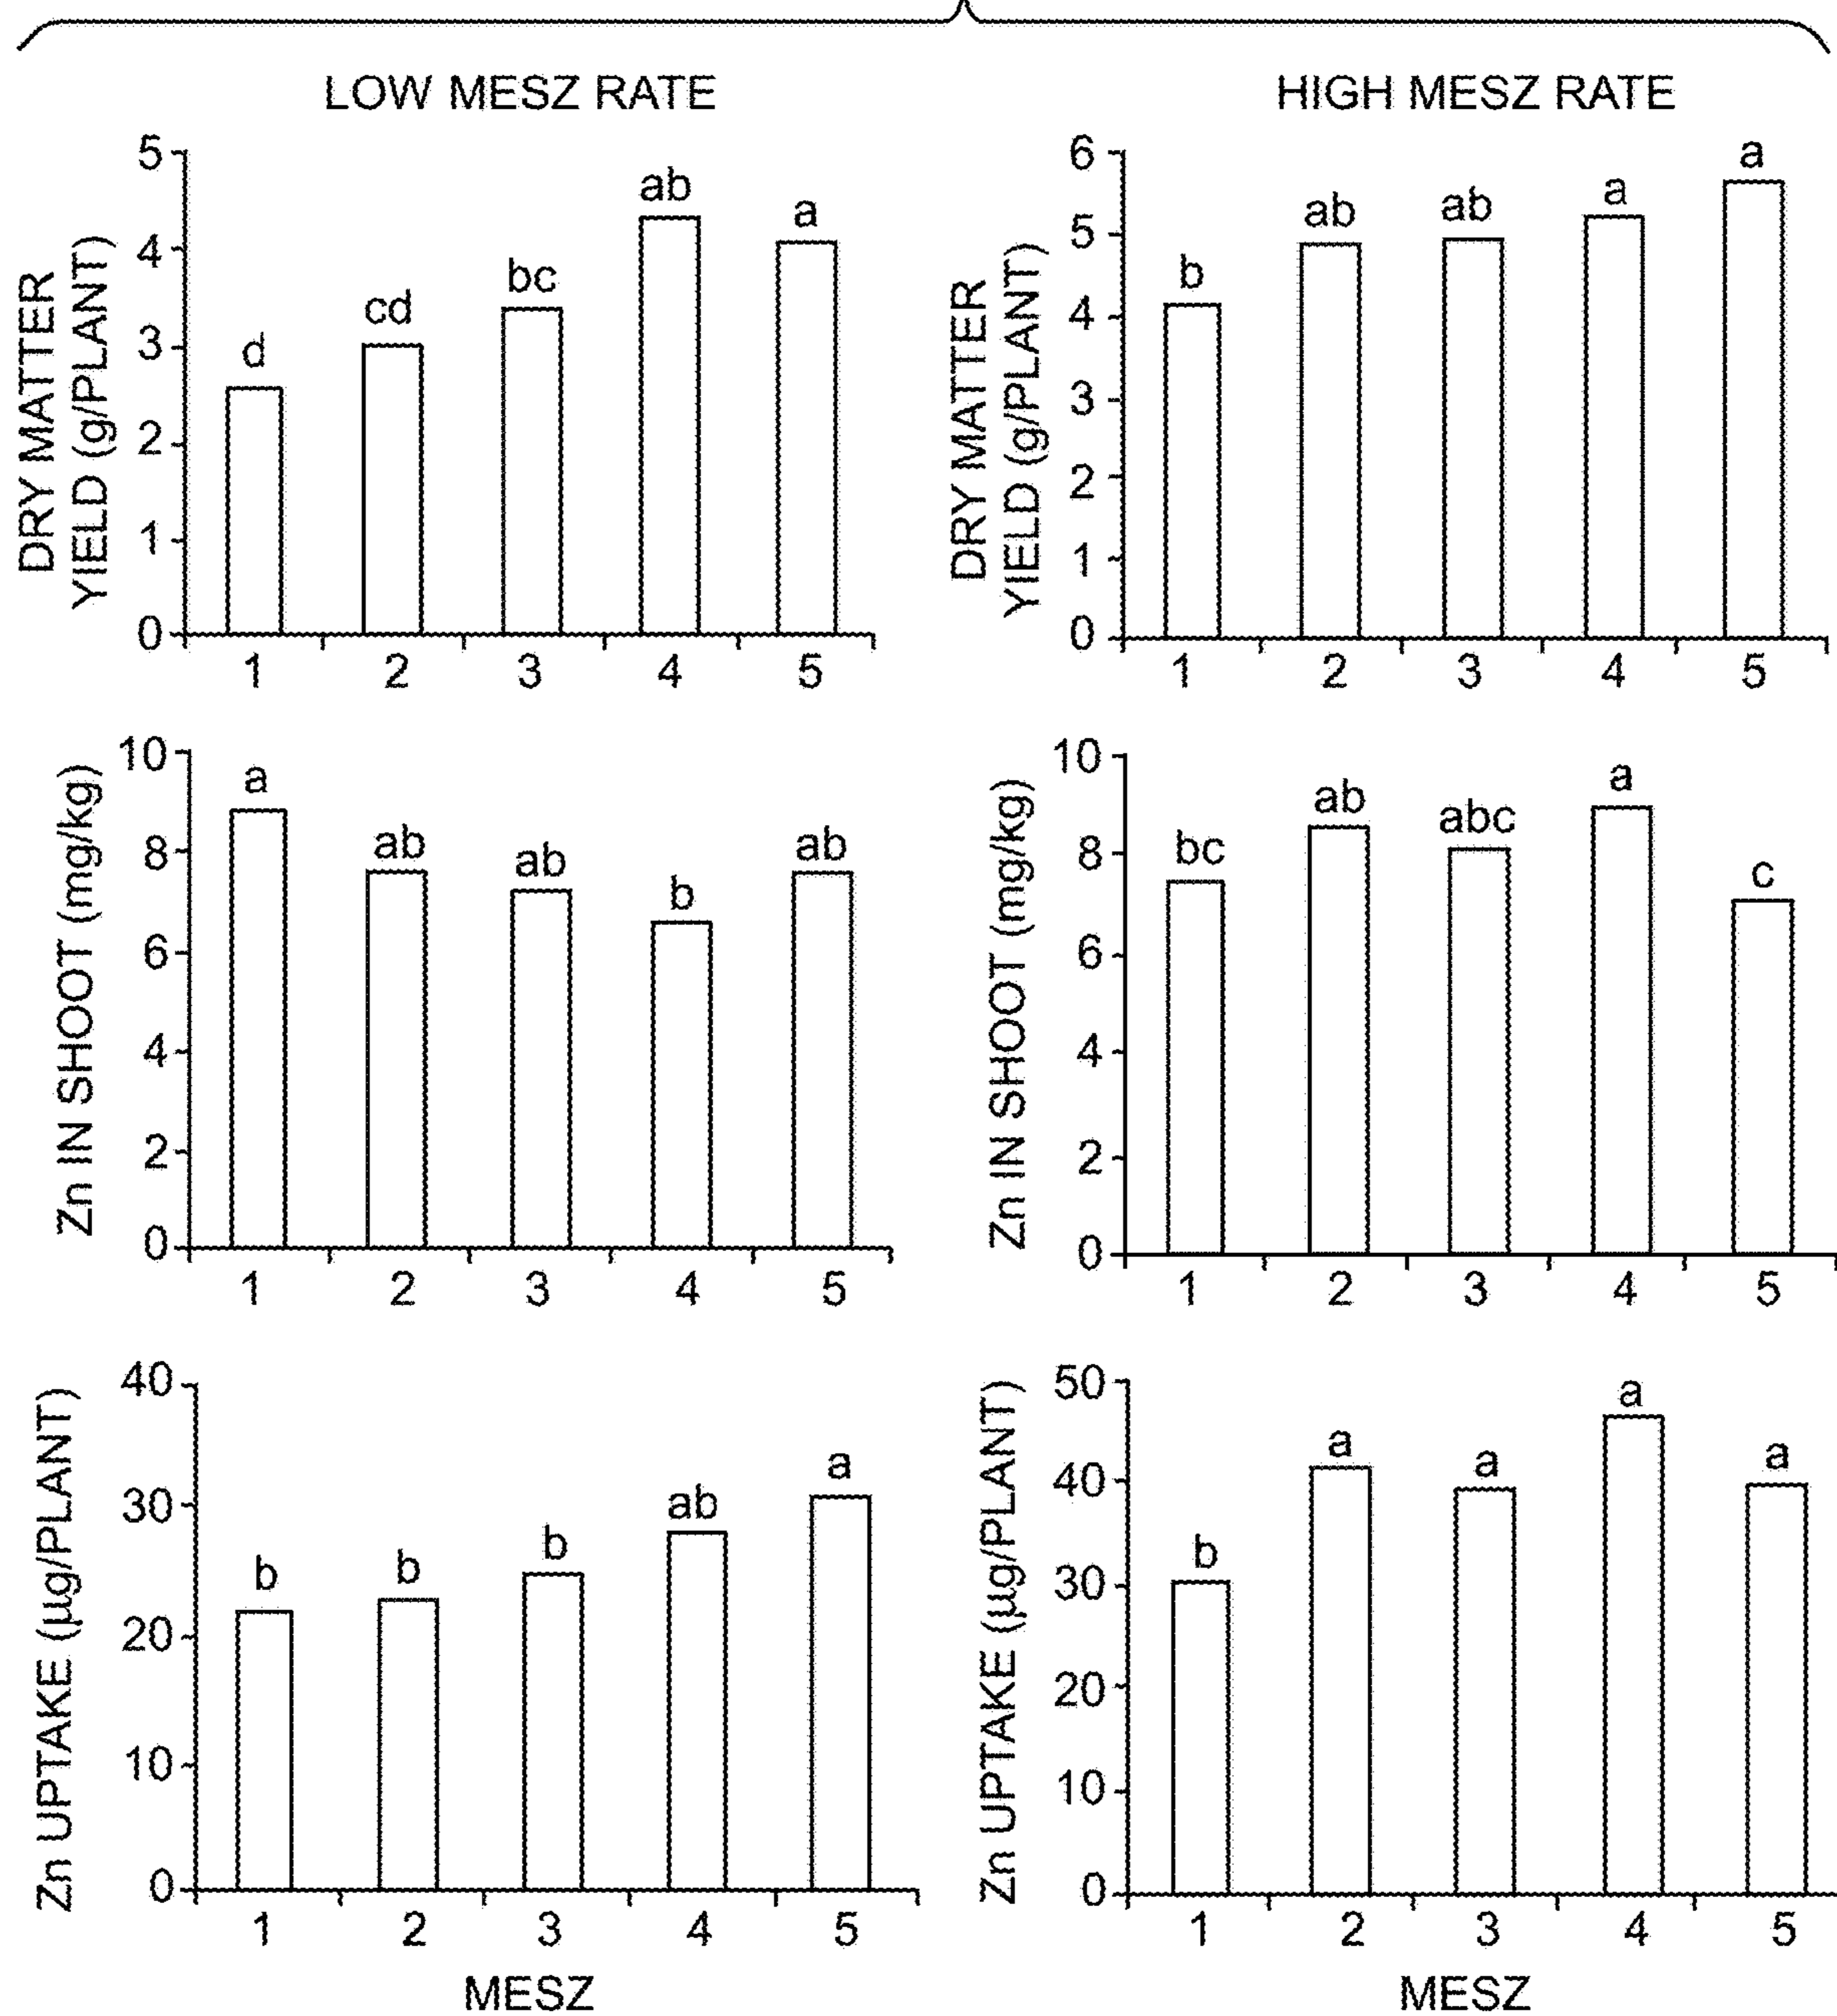 LOW MESZ RATE
DRY MATTER
YIELD (g/PLANT)
5
4
3
2
1
0
d
cd
bc
ab
a
1 2 3 4 5
HIGH MESZ RATE
DRY MATTER
YIELD (g/PLANT)
6
5
4
3
2
1
0
b
ab
ab
a
a
1 2 3 4 5
Zn IN SHOOT (mg/kg)
10
8
6
4
2
0
a
ab
ab
b
ab
1 2 3 4 5
Zn IN SHOOT (mg/kg)
10
8
6
4
2
0
bc
ab
abc
a
c
1 2 3 4 5
Zn UPTAKE (µg/PLANT)
40
30
20
10
0
b
b
b
ab
a
1 2 3 4 5
MESZ
Zn UPTAKE (µg/PLANT)
50
40
30
20
10
0
b
a
a
a
a
1 2 3 4 5
MESZ